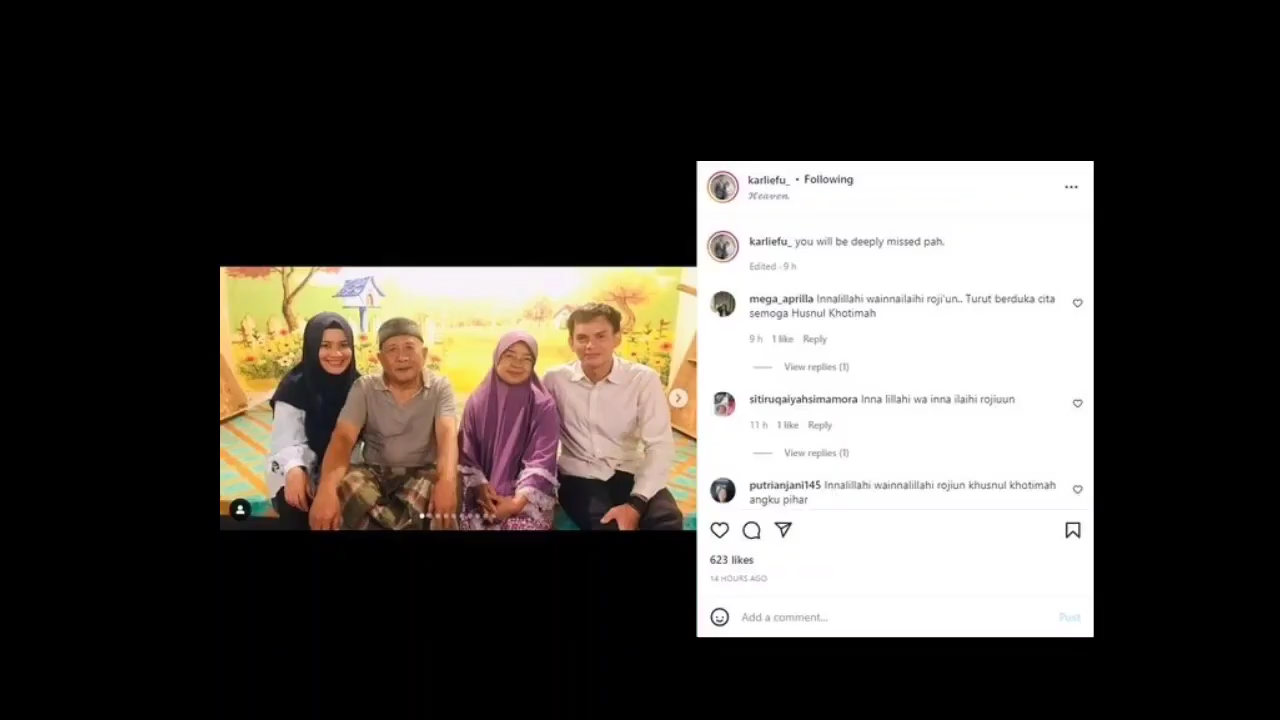 karliefu_ • Following
Heaven.
karliefu_ you will be deeply missed pah.
Edited · 9 h
mega_aprilla Innalillahi wainnailaihi roji'un.. Turut berduka cita
semoga Husnul Khotimah
9 h 1 like Reply
View replies (1)
sitiruqaiyahsimamora Inna lillahi wa inna ilaihi rojiuun
11 h 1 like Reply
View replies (1)
putrianjani145 Innalillahi wainnalillahi rojiun khusnul khotimah
angku pihar
623 likes
14 HOURS AGO
Add a comment...
Post